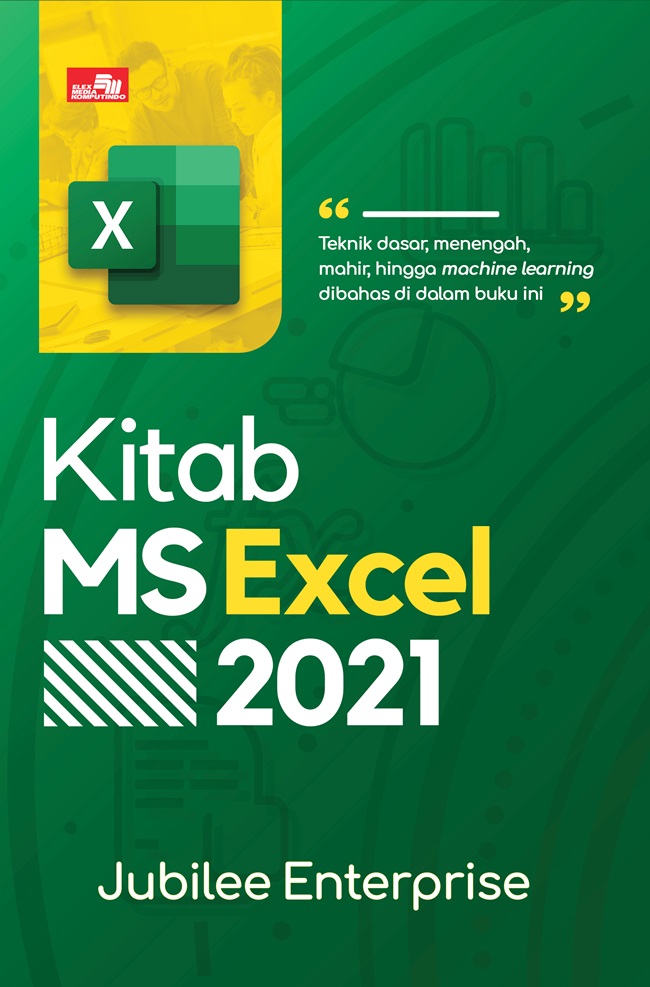 ELEX
MEDIA
KOMPUTINDO
X
“
Teknik dasar, menengah,
mahir, hingga machine learning
dibahas di dalam buku ini
”
Kitab
MS Excel
2021
Jubilee Enterprise